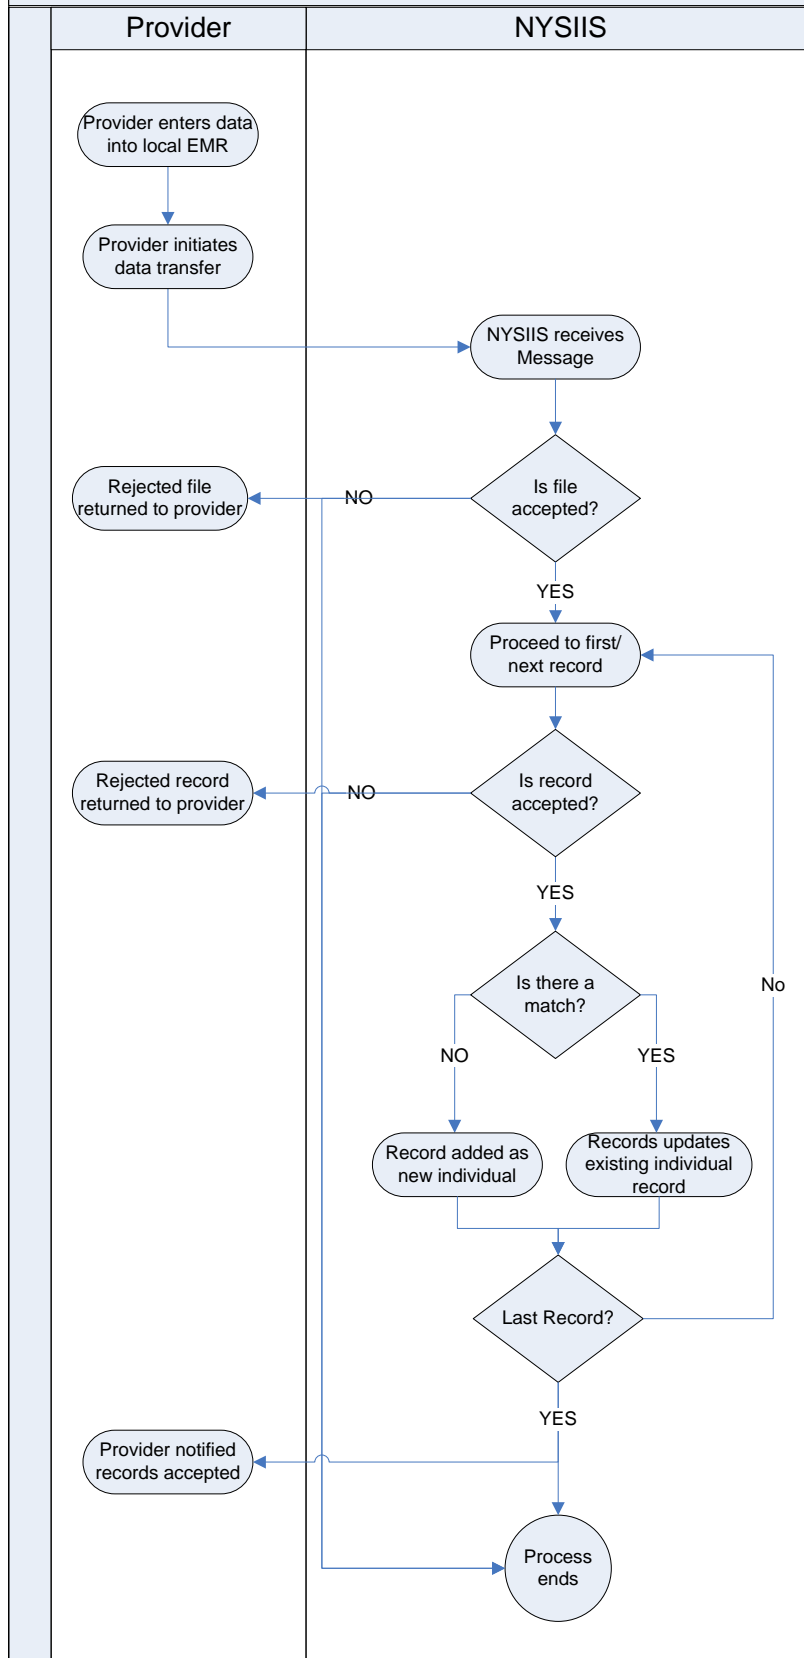 Provider
NYSIIS
Provider enters data
into local EMR
Provider initiates
data transfer
NYSIIS receives
Message
Is file
accepted?
NO
Rejected file
returned to provider
YES
Proceed to first/
next record
Is record
accepted?
NO
Rejected record
returned to provider
YES
Is there a
match?
No
NO
YES
Record added as
new individual
Records updates
existing individual
record
Last Record?
YES
Provider notified
records accepted
Process
ends